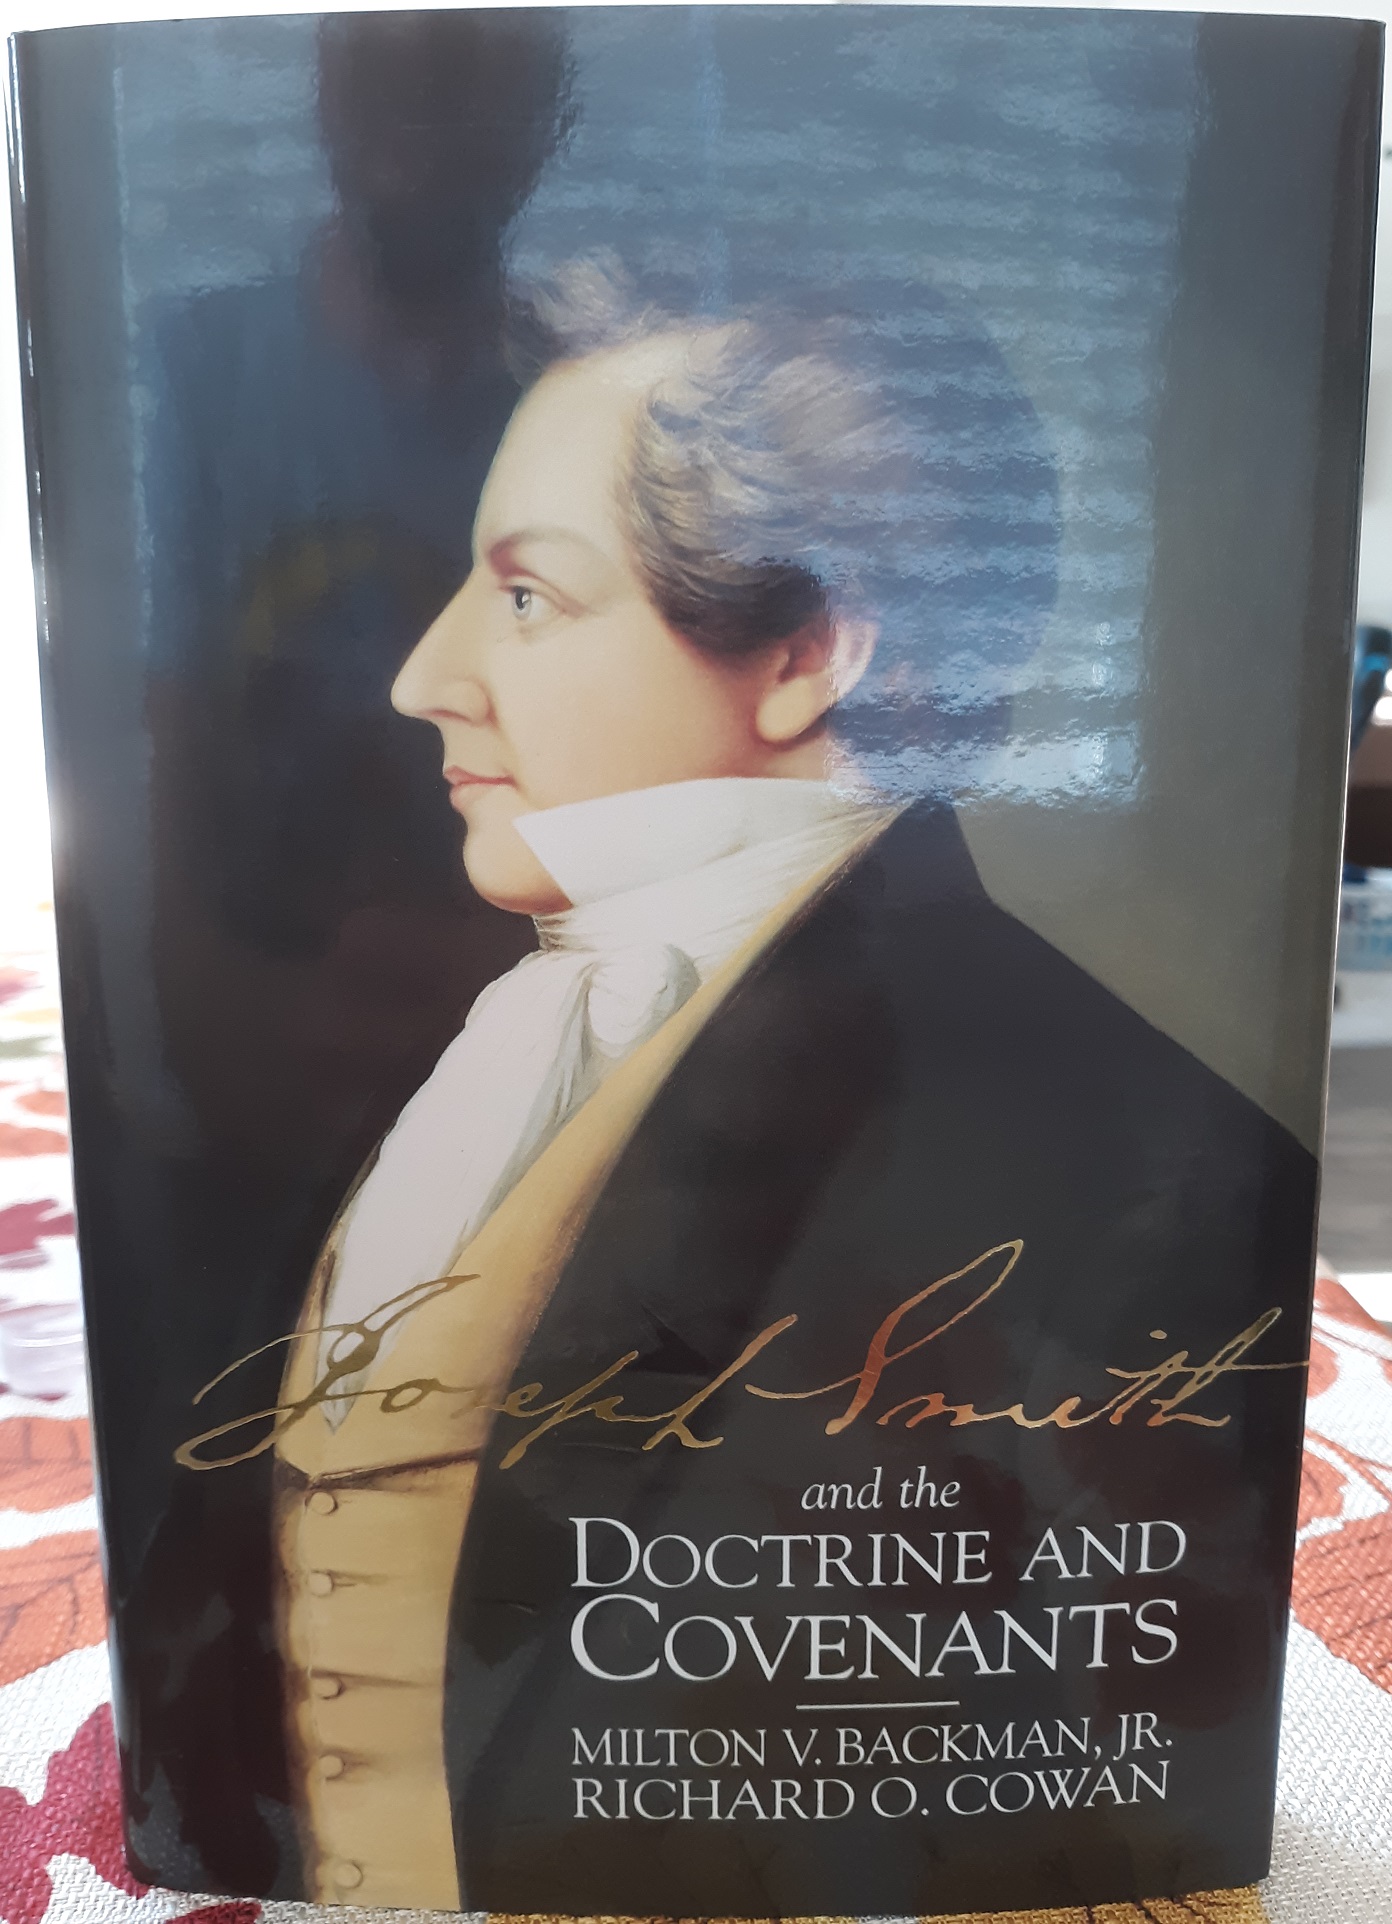 Joseph Smith
and the
DOCTRINE AND
COVENANTS
MILTON V. BACKMAN, JR.
RICHARD O. COWAN